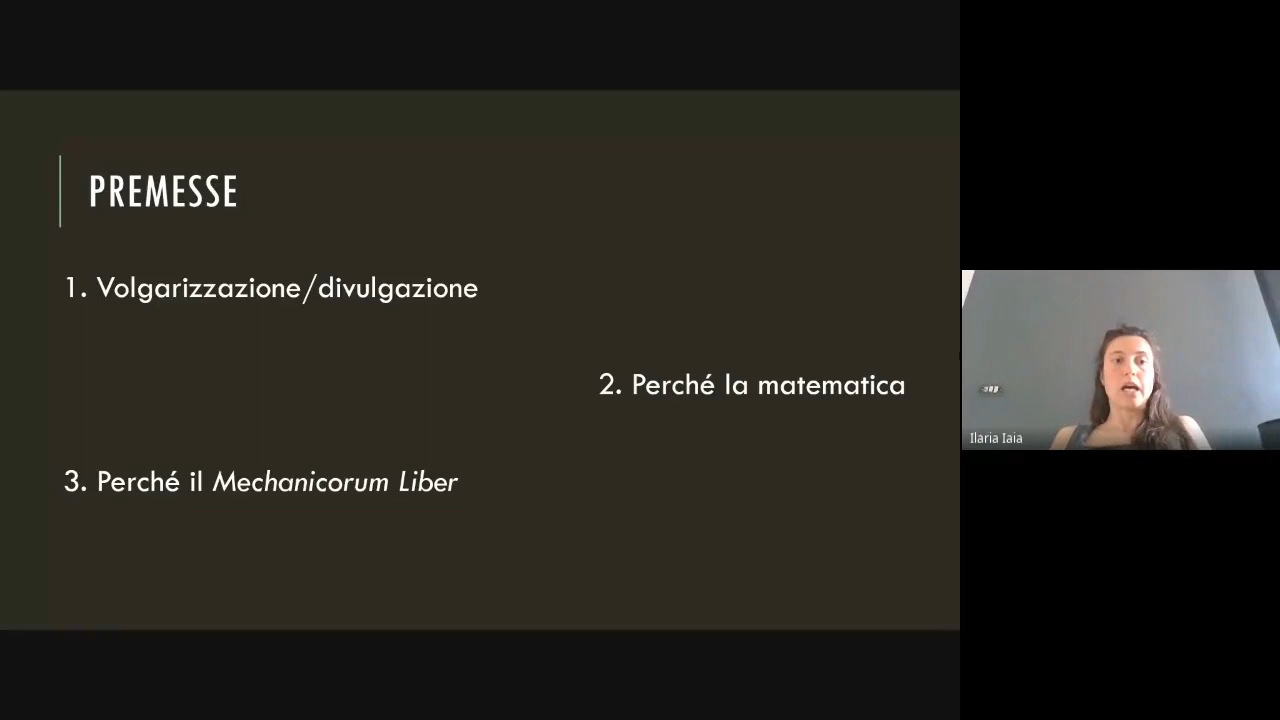 PREMESSE
1. Volgarizzazione/divulgazione
2. Perché la matematica
3. Perché il Mechanicorum Liber
Ilaria Iaia